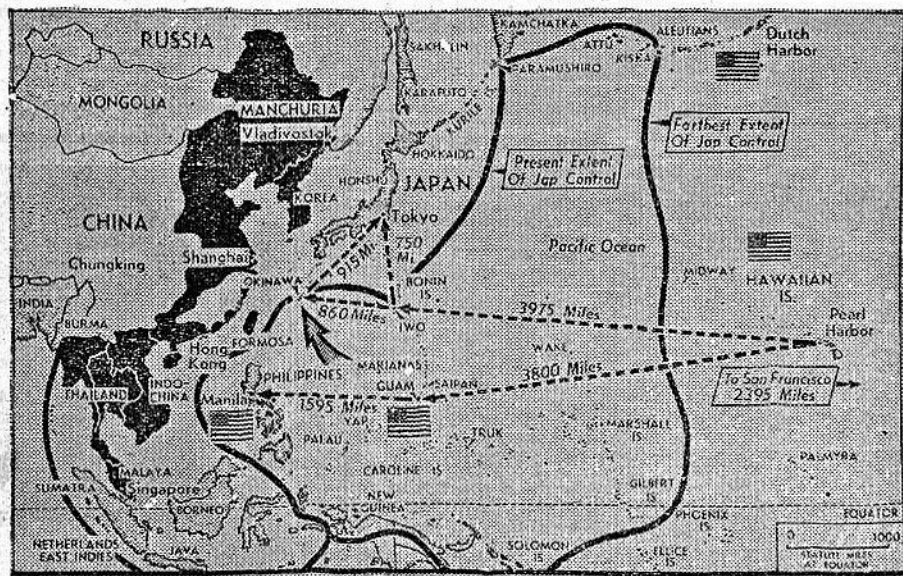 RUSSIA
MONGOLIA
MANCHURIA
Vladivostok
CHINA
KOREA
Shanghai
Chungking
INDIA
BURMA
Hong
Kong
FORMOSA
THAILAND
INDO-
CHINA
MALAYA
Singapore
SUMATRA
BORNEO
NETHERLANDS
EAST INDIES
JAVA
KAMCHATKA
SAKHALIN
KARAFUTO
PARAMUSHIRO
KURILE
HOKKAIDO
HONSHU
JAPAN
Tokyo
915 Mi.
750
Mi.
OKINAWA
BONIN
IS.
860 Miles
IWO
ATTU
KISKA
ALEUTIANS
Dutch
Harbor
Present Extent
Of Jap Control
Farthest Extent
Of Jap Control
Pacific Ocean
MIDWAY
HAWAIIAN
IS.
Pearl
Harbor
3975 Miles
WAKE
3800 Miles
To San Francisco
2395 Miles
PHILIPPINES
Manila
MARIANAS
GUAM
SAIPAN
1595 Miles
YAP
PALAU
TRUK
CAROLINE IS.
MARSHALL
IS.
PALMYRA
GILBERT
IS.
NEW
GUINEA
SOLOMON
IS.
PHOENIX
IS.
ELLICE
IS.
EQUATOR
0 1000
STATUTE MILES
AT EQUATOR